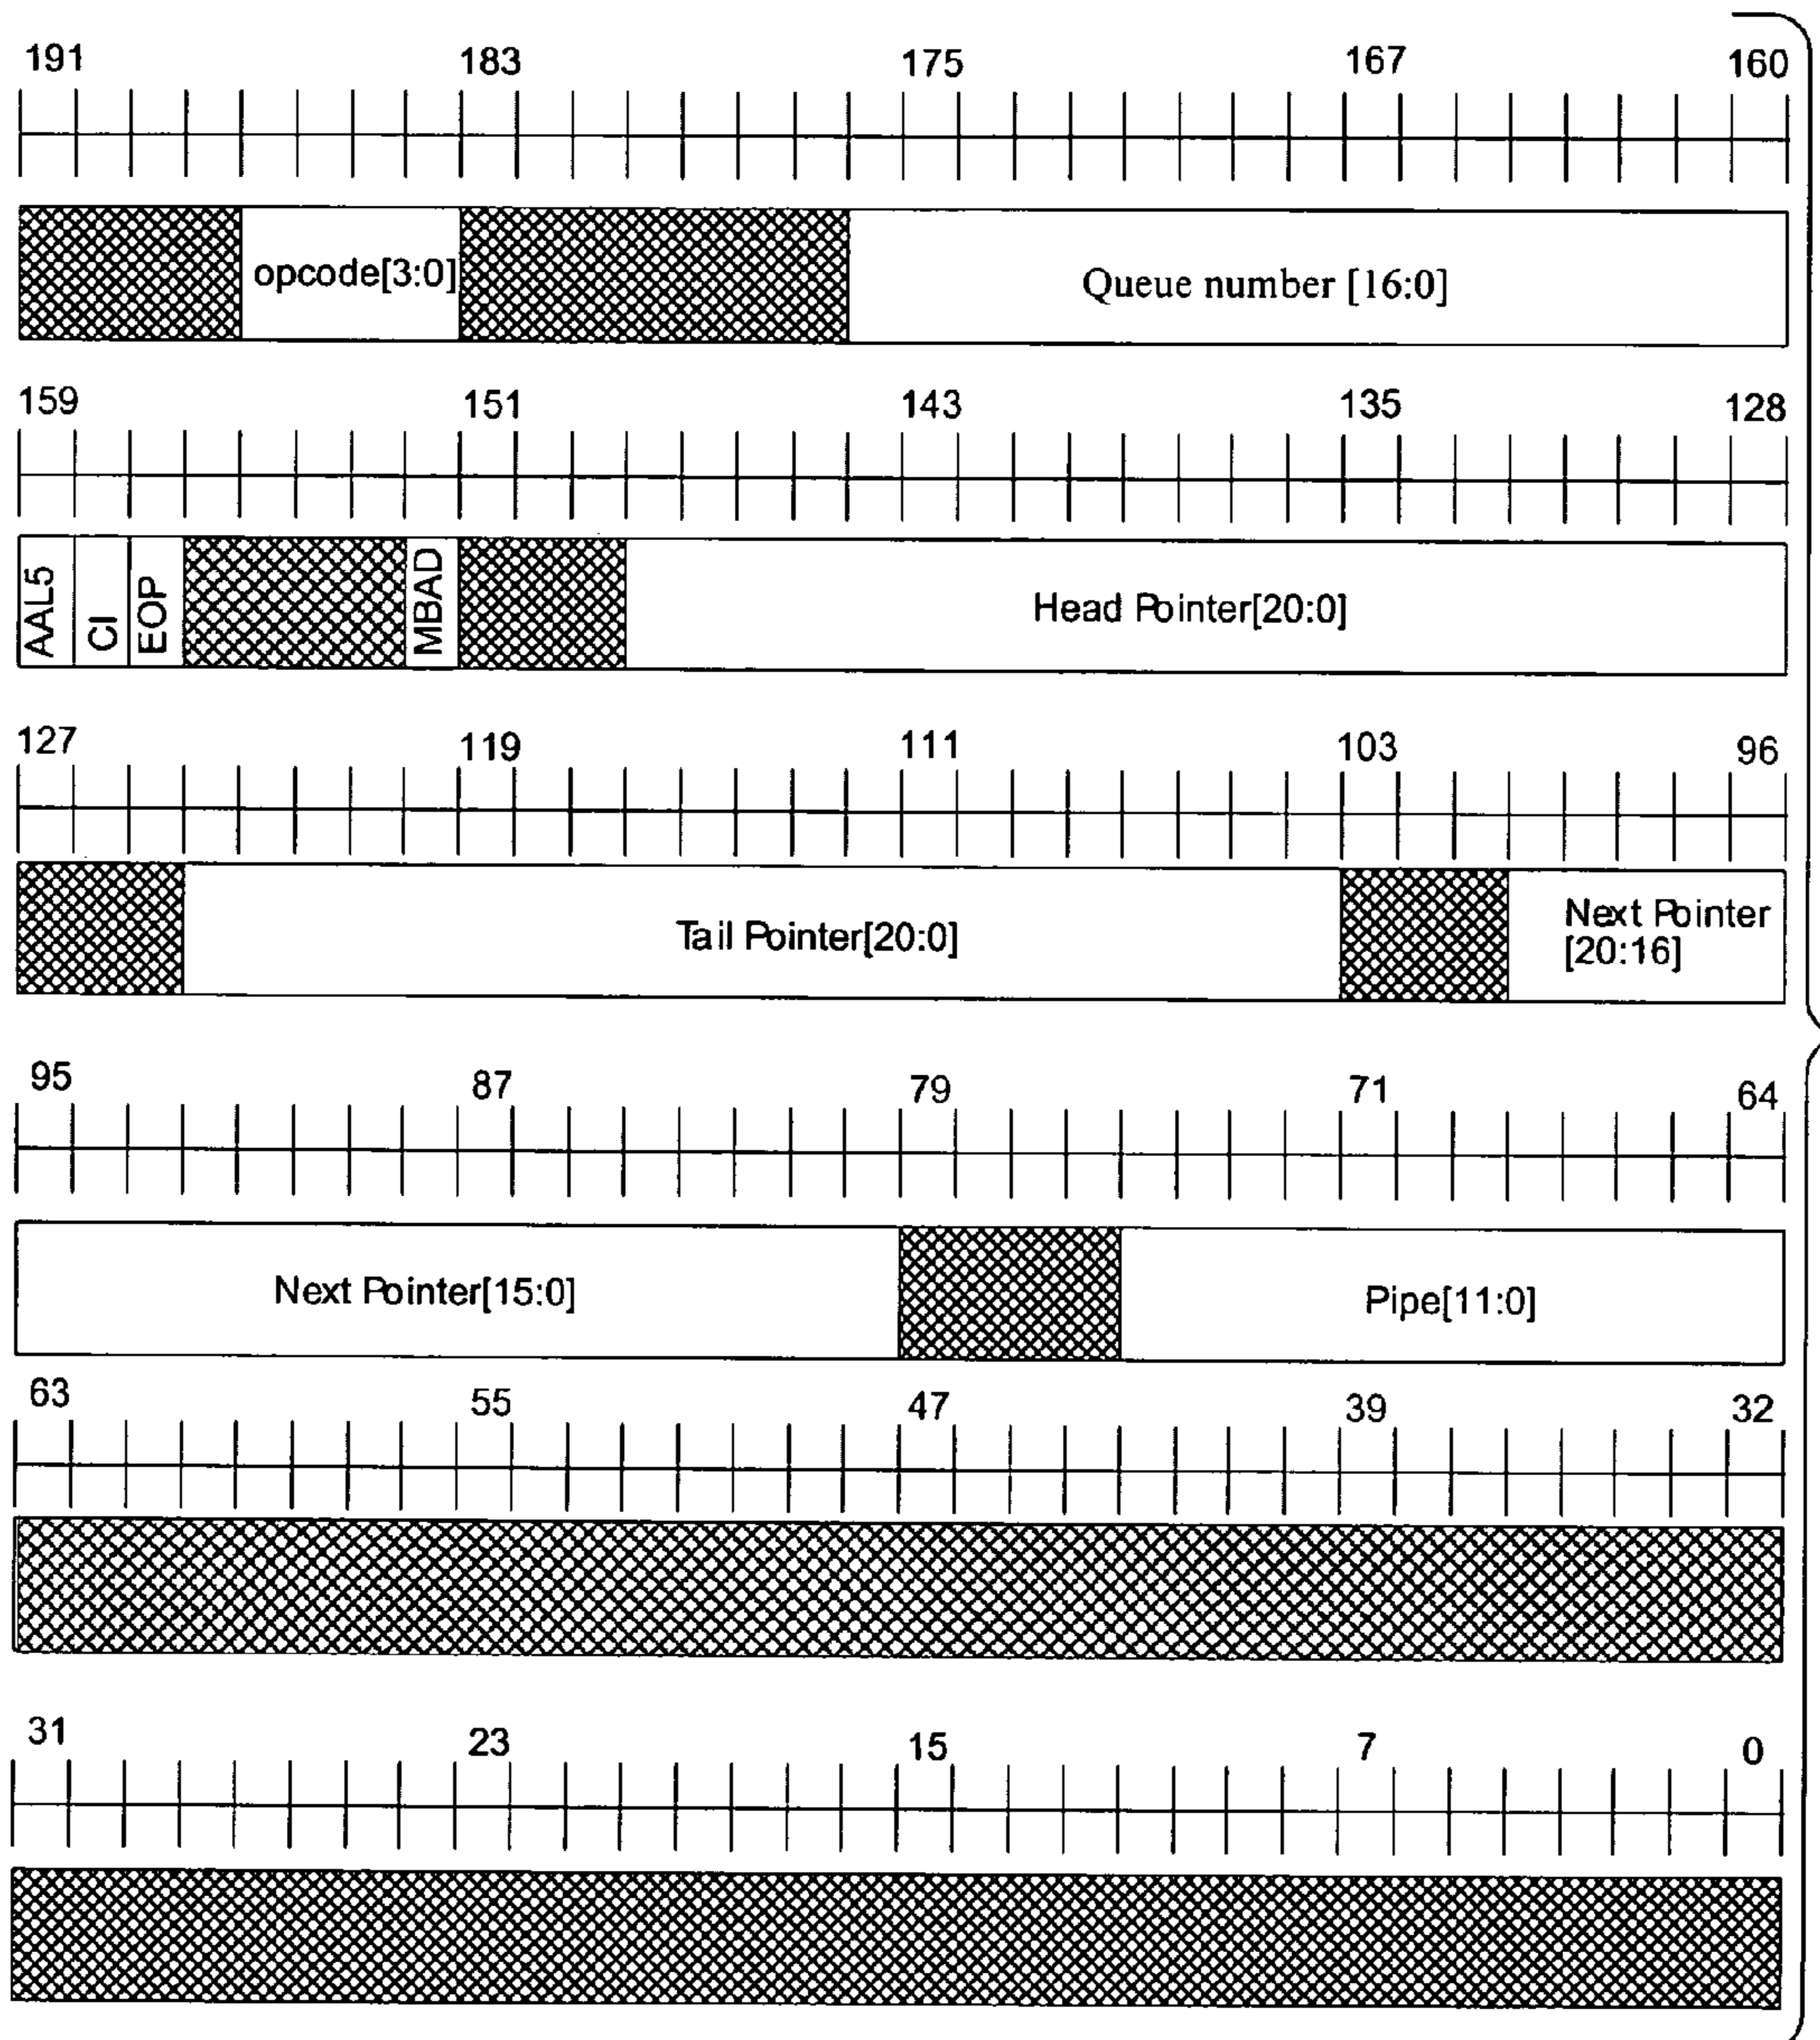 191 183 175 167 160
opcode[3:0] Queue number [16:0]
159 151 143 135 128
AAL5 CI EOP MBAD Head Pointer[20:0]
127 119 111 103 96
Tail Pointer[20:0] Next Pointer
[20:16]
95 87 79 71 64
Next Pointer[15:0] Pipe[11:0]
63 55 47 39 32
31 23 15 7 0